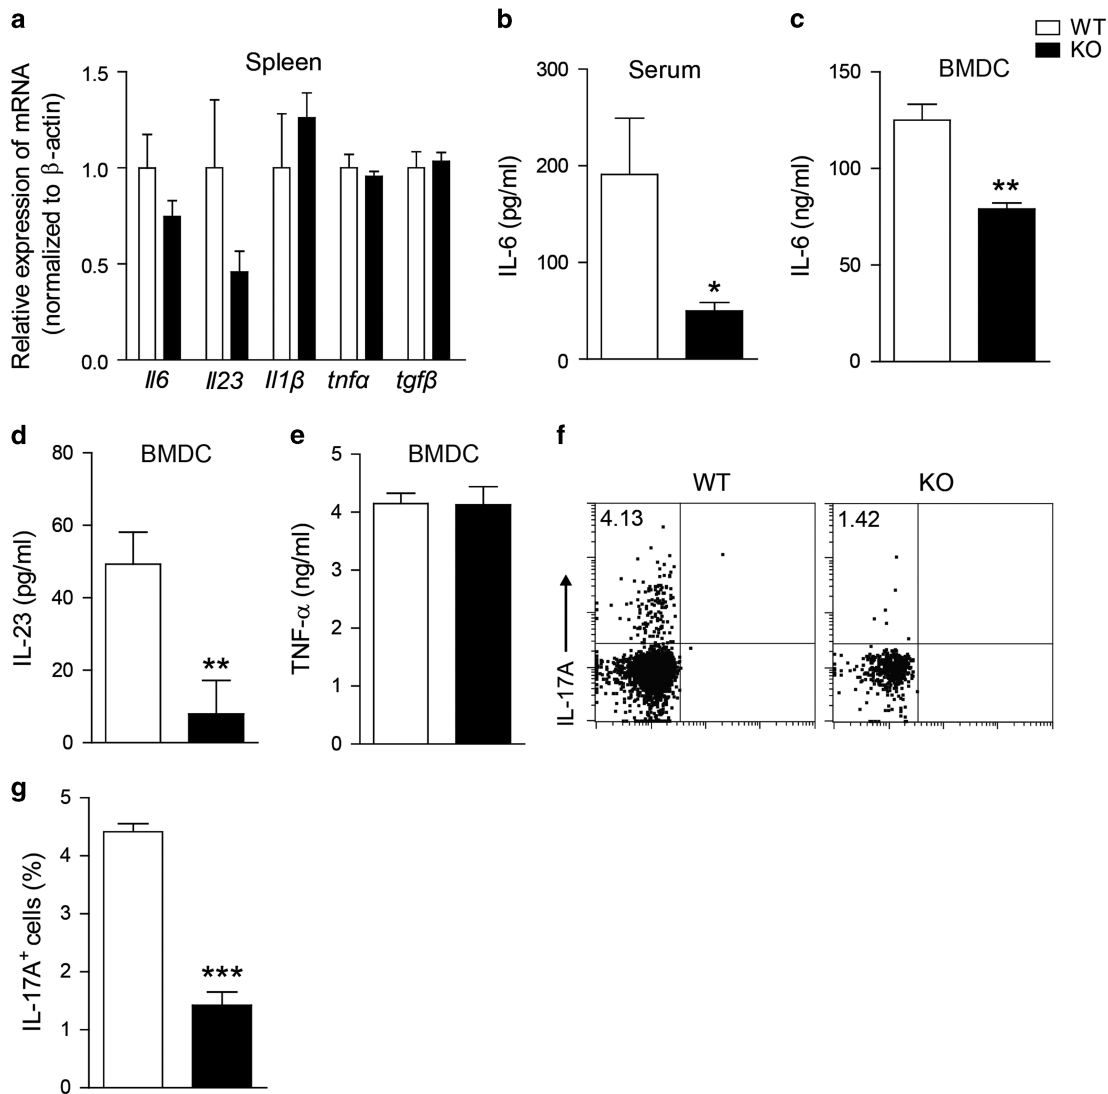 a
Spleen
Relative expression of mRNA
(normalized to β-actin)
1.5
1.0
0.5
0.0
Il6 Il23 Il1β tnfα tgfβ
b
Serum
IL-6 (pg/ml)
300
200
100
0
*
c
WT
KO
BMDC
IL-6 (ng/ml)
150
100
50
0
**
d
BMDC
IL-23 (pg/ml)
80
60
40
20
0
**
e
BMDC
TNF-α (ng/ml)
5
4
3
2
1
0
f
WT
KO
4.13
1.42
IL-17A
g
IL-17A+ cells (%)
5
4
3
2
1
0
***